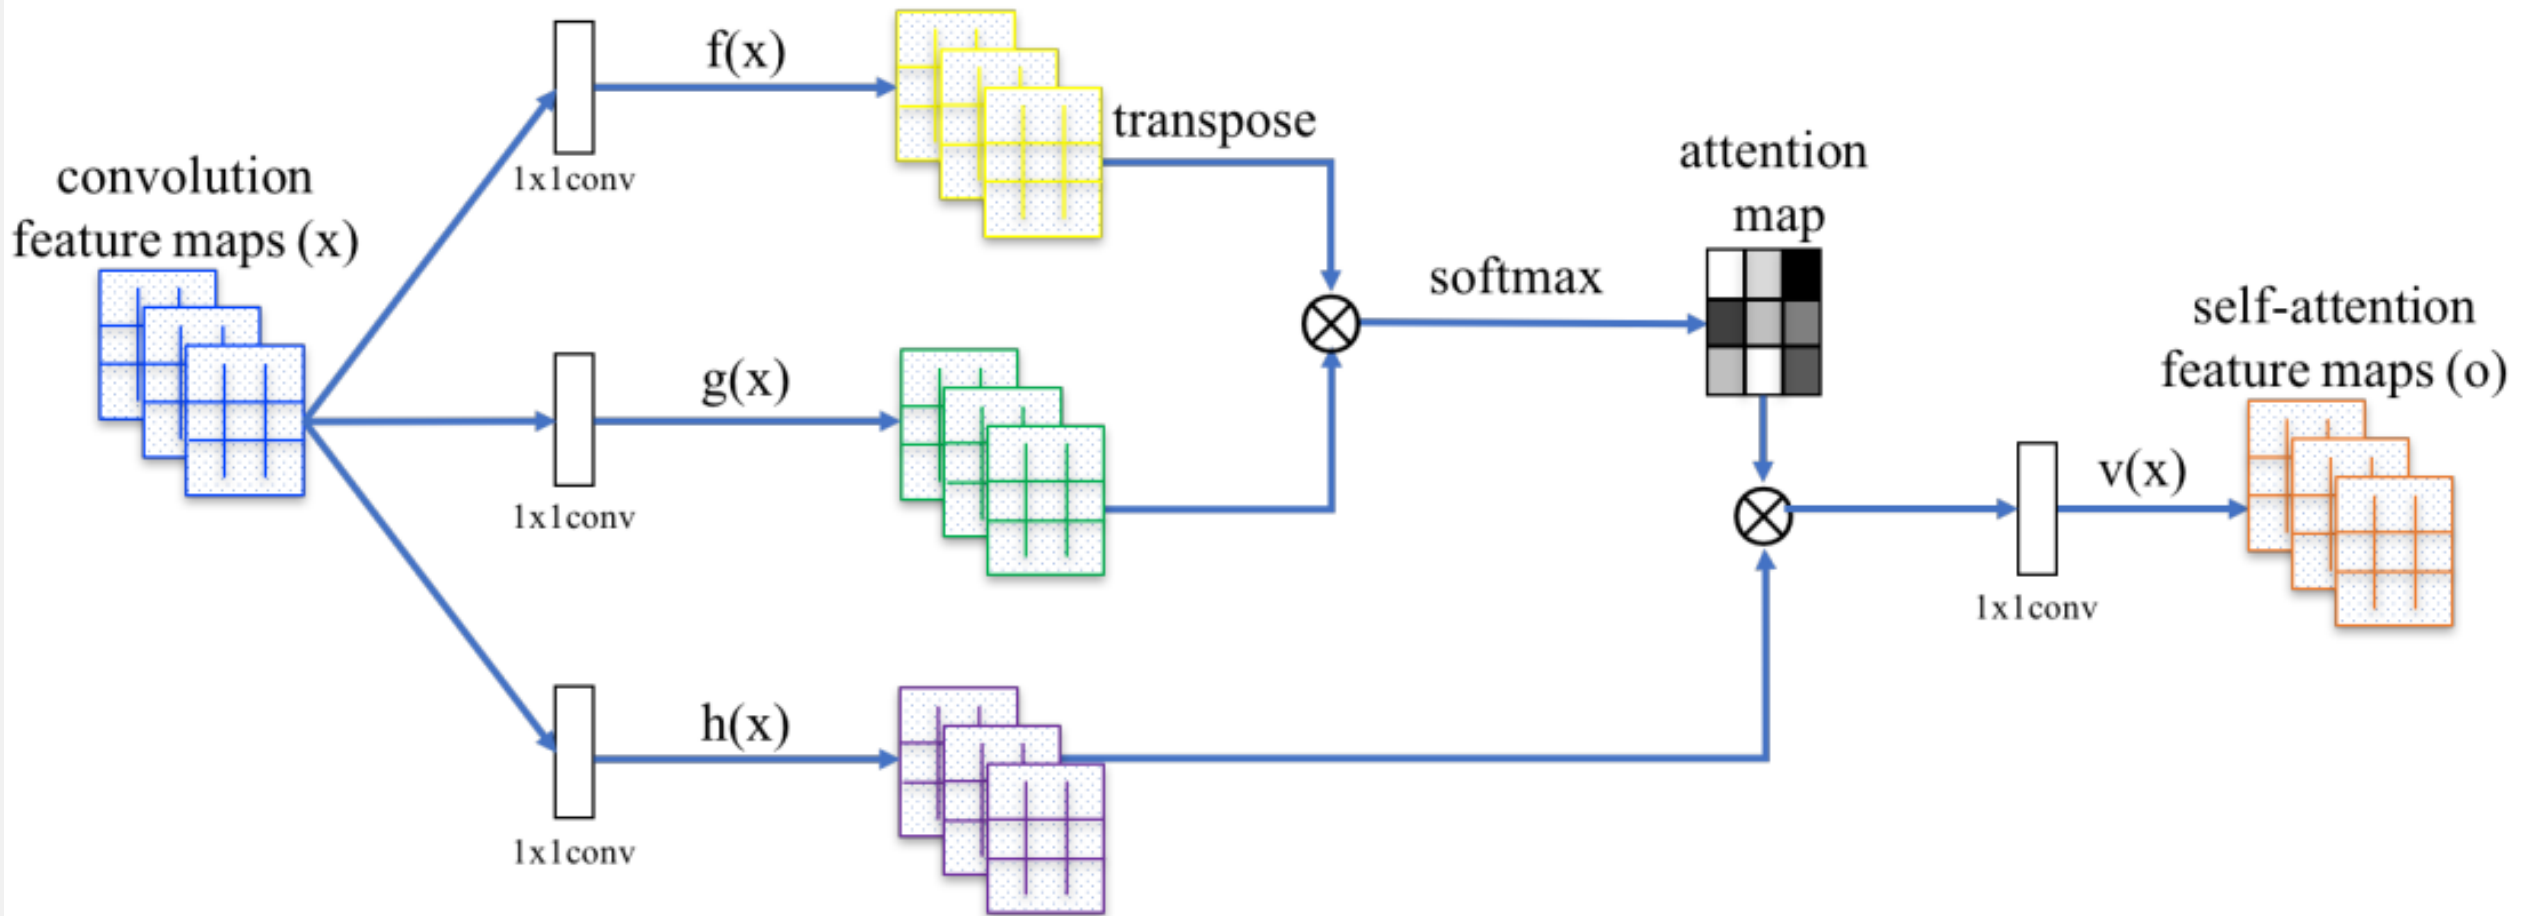 convolution
feature maps (x)
1x1conv
f(x)
transpose
1x1conv
g(x)
1x1conv
h(x)
softmax
attention
map
1x1conv
v(x)
self-attention
feature maps (o)